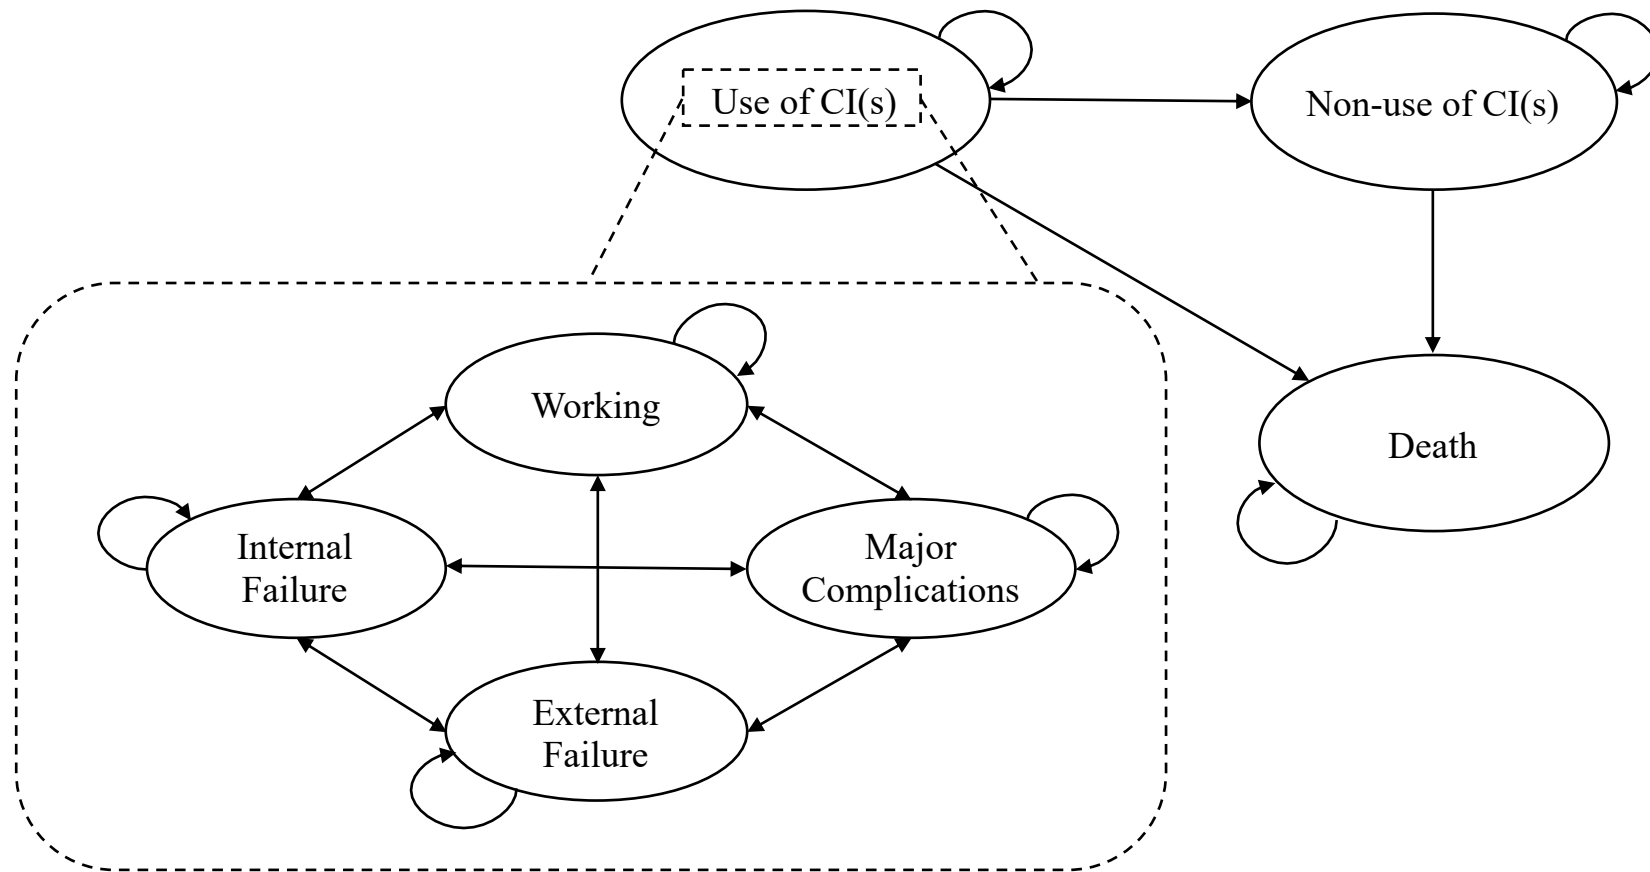 Use of CI(s)
Non-use of CI(s)
Working
Death
Internal
Failure
Major
Complications
External
Failure